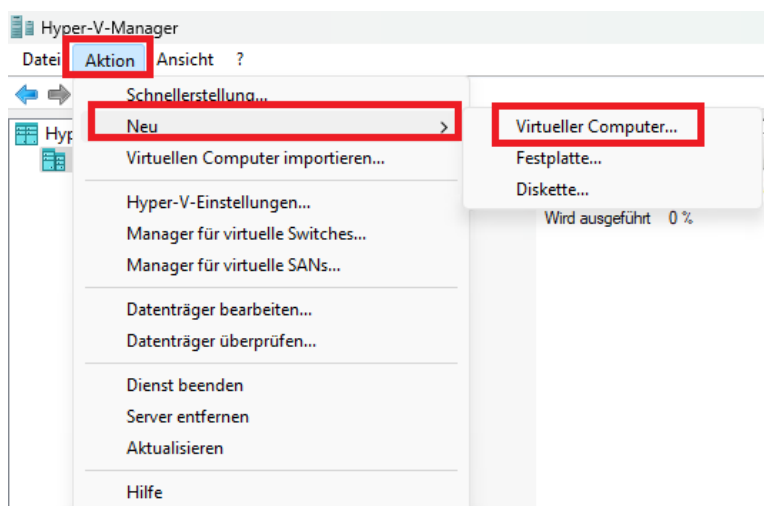 Hyper-V-Manager
Datei Aktion Ansicht ?
Schnellerstellung...
Neu
Virtuellen Computer importieren...
Hyper-V-Einstellungen...
Manager für virtuelle Switches...
Manager für virtuelle SANs...
Datenträger bearbeiten...
Datenträger überprüfen...
Dienst beenden
Server entfernen
Aktualisieren
Hilfe
Hyp
Virtueller Computer...
Festplatte...
Diskette...
Wird ausgeführt 0 %